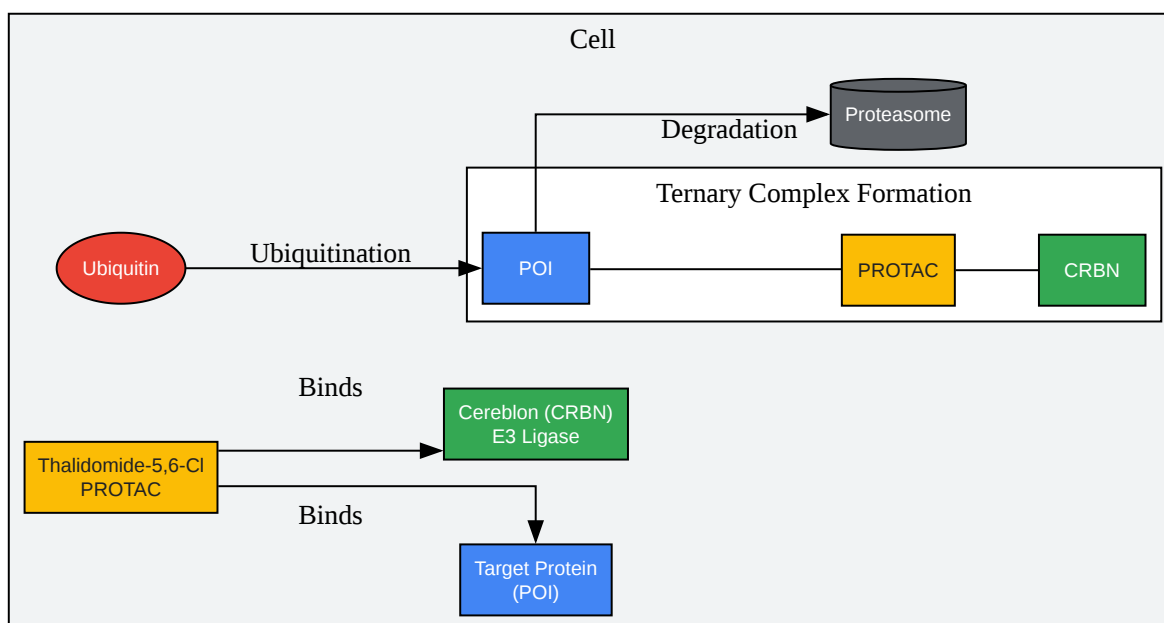 Cell
Proteasome
Degradation
Ternary Complex Formation
Ubiquitin
Ubiquitination
POI
PROTAC
CRBN
Binds
Cereblon (CRBN)
E3 Ligase
Thalidomide-5,6-Cl
PROTAC
Binds
Target Protein
(POI)